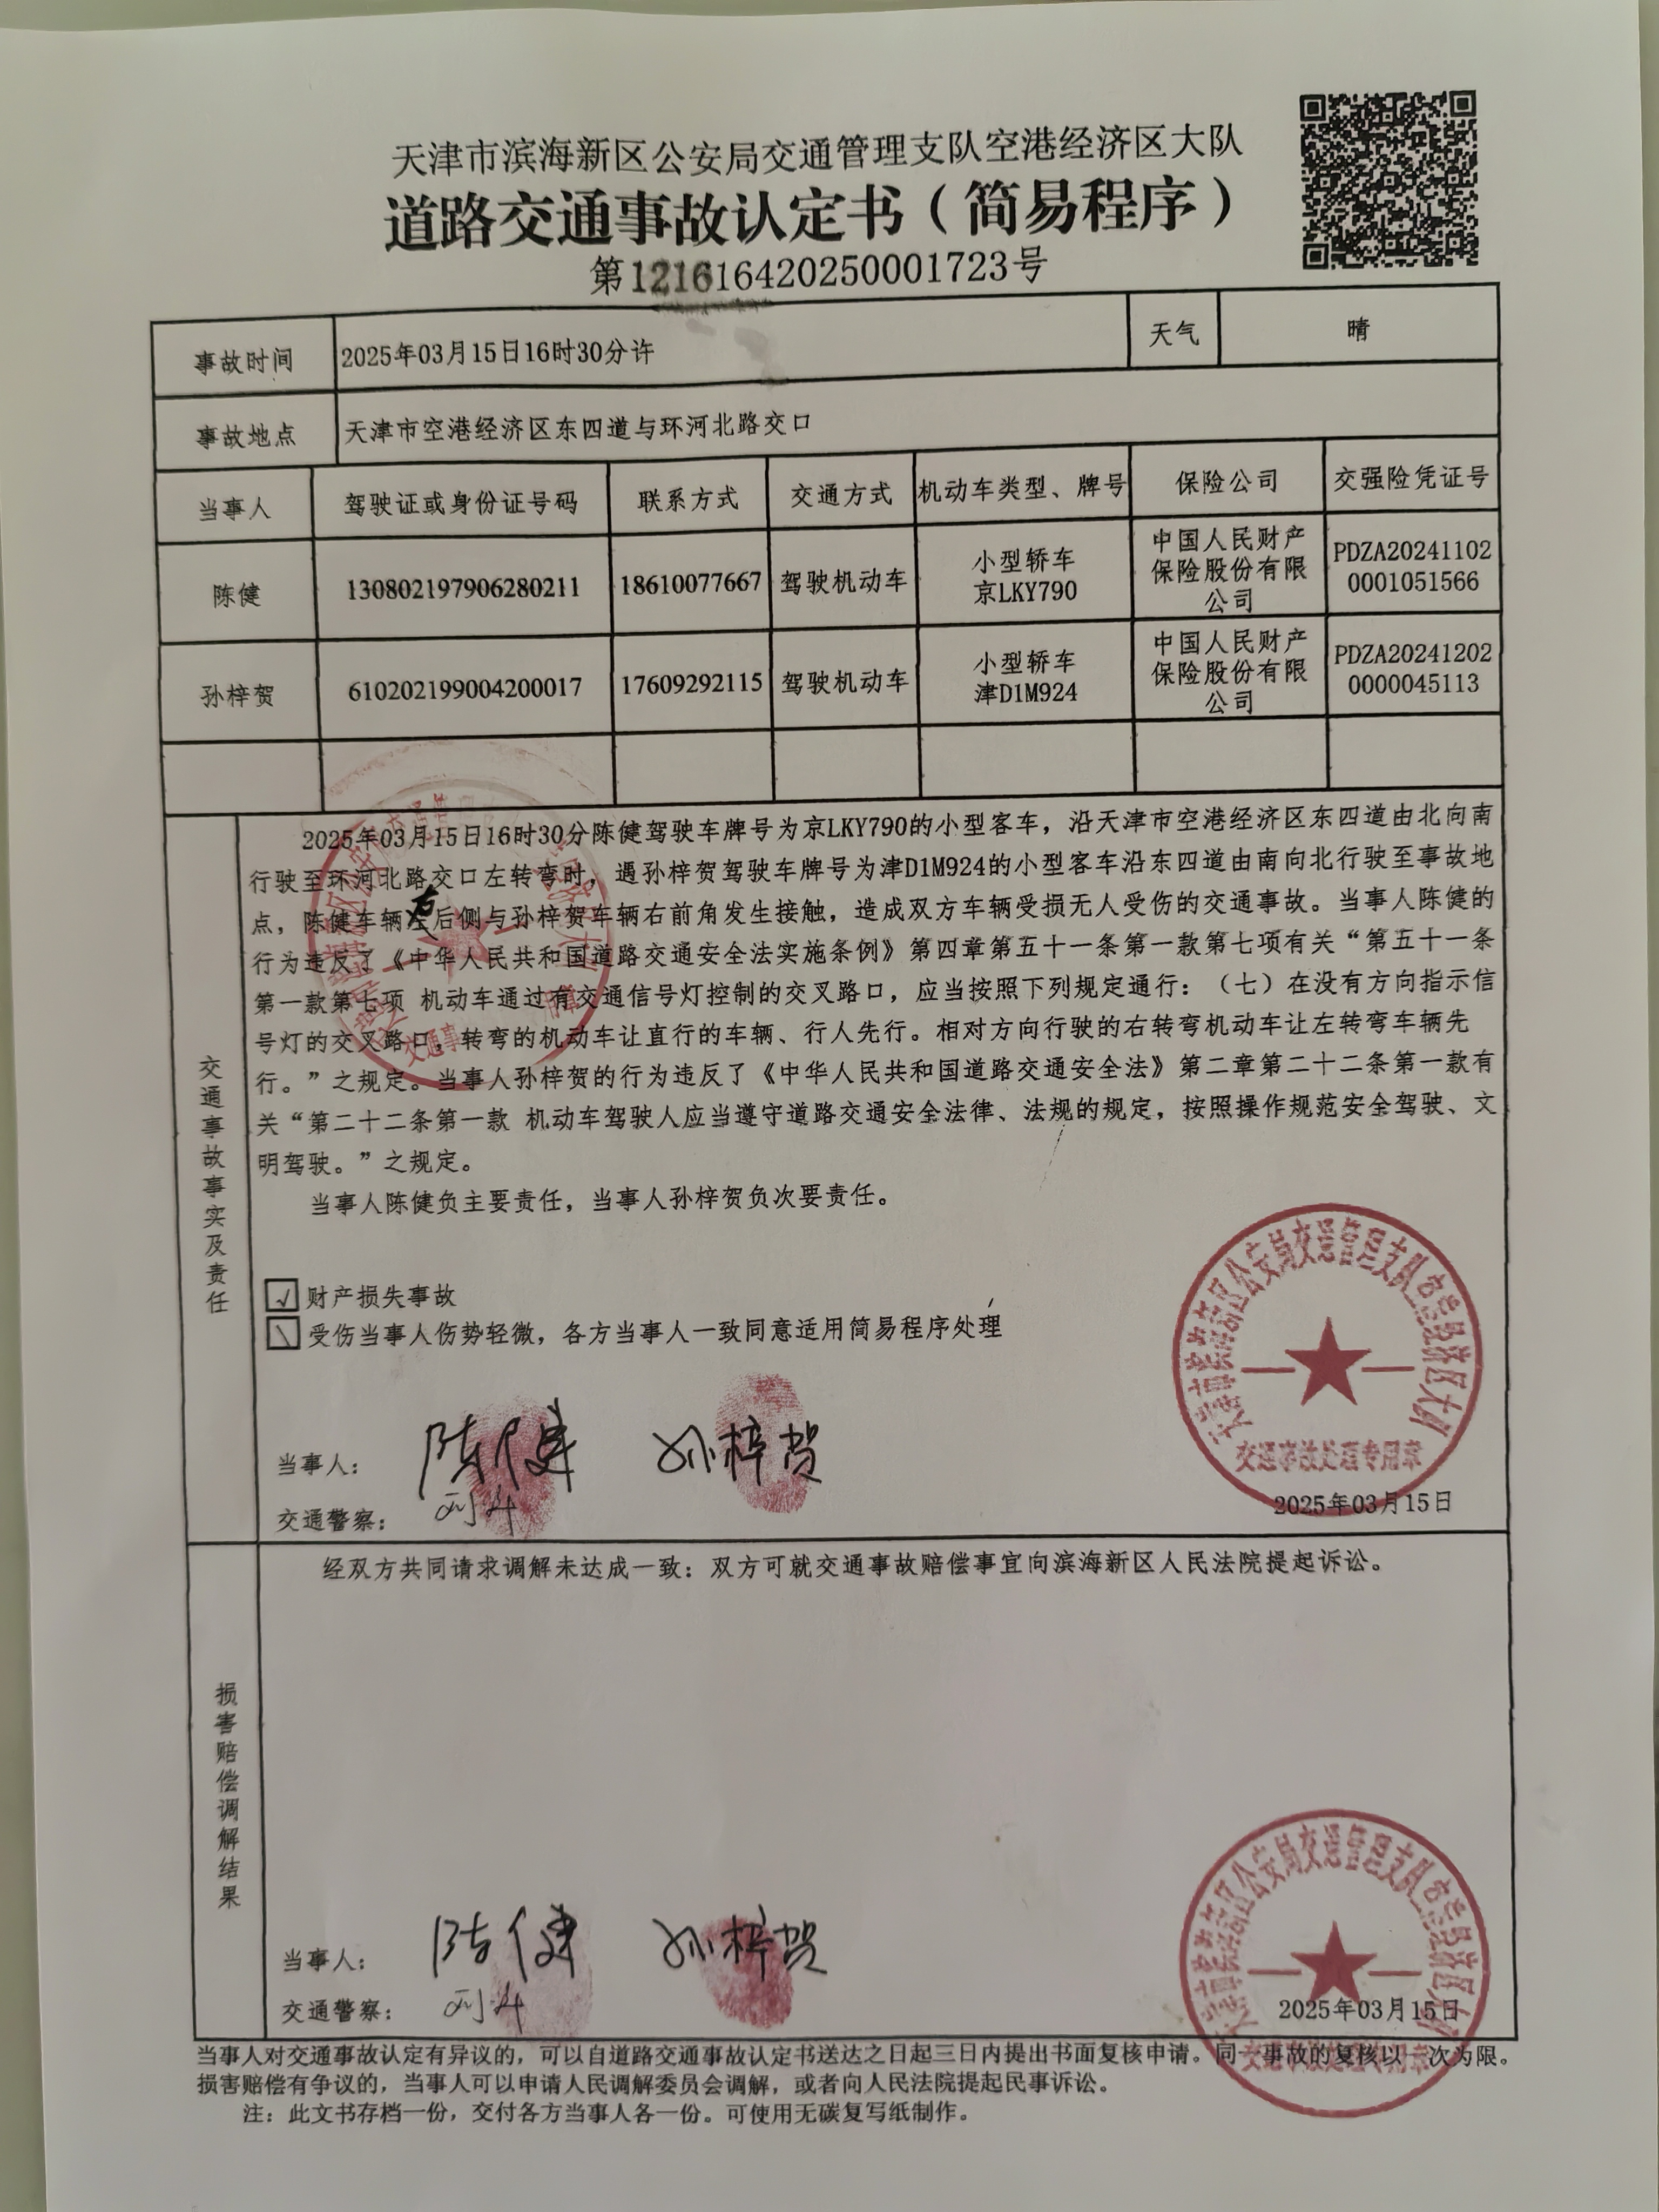 天津市滨海新区公安局交通管理支队空港经济区大队
道路交通事故认定书（简易程序）
第1216164202500017​23号
事故时间 2025年03月15日16时30分许 天气 晴
事故地点 天津市空港经济区东四道与环河北路交口
当事人 驾驶证或身份证号码 联系方式 交通方式 机动车类型、牌号 保险公司 交强险凭证号
陈健 130802197906280211 18610077667 驾驶机动车 小型轿车 京LKY790 中国人民财产保险股份有限公司 PDZA202411020001051566
孙梓贺 610202199004200017 17609292115 驾驶机动车 小型轿车 津D1M924 中国人民财产保险股份有限公司 PDZA202412020000045113
交通事故事实及责任
2025年03月15日16时30分陈健驾驶车牌号为京LKY790的小型客车，沿天津市空港经济区东四道由北向南
行驶至环河北路交口左转弯时，遇孙梓贺驾驶车牌号为津D1M924的小型客车沿东四道由南向北行驶至事故地
点，陈健车辆右后侧与孙梓贺车辆右前角发生接触，造成双方车辆受损无人受伤的交通事故。当事人陈健的
行为违反了《中华人民共和国道路交通安全法实施条例》第四章第五十一条第一款第七项有关“第五十一条
第一款第七项 机动车通过有交通信号灯控制的交叉路口，应当按照下列规定通行：（七）在没有方向指示信
号灯的交叉路口，转弯的机动车让直行的车辆、行人先行。相对方向行驶的右转弯机动车让左转弯车辆先
行。”之规定。当事人孙梓贺的行为违反了《中华人民共和国道路交通安全法》第二章第二十二条第一款有
关“第二十二条第一款 机动车驾驶人应当遵守道路交通安全法律、法规的规定，按照操作规范安全驾驶、文
明驾驶。”之规定。
当事人陈健负主要责任，当事人孙梓贺负次要责任。
√ 财产损失事故
受伤当事人伤势轻微，各方当事人一致同意适用简易程序处理
当事人： 陈健 孙梓贺
交通警察：
交通事故处理专用章
2025年03月15日
损害赔偿调解结果
经双方共同请求调解未达成一致：双方可就交通事故赔偿事宜向滨海新区人民法院提起诉讼。
当事人： 陈健 孙梓贺
交通警察：
2025年03月15日
当事人对交通事故认定有异议的，可以自道路交通事故认定书送达之日起三日内提出书面复核申请。同一事故的复核以一次为限。
损害赔偿有争议的，当事人可以申请人民调解委员会调解，或者向人民法院提起民事诉讼。
注：此文书存档一份，交付各方当事人各一份。可使用无碳复写纸制作。